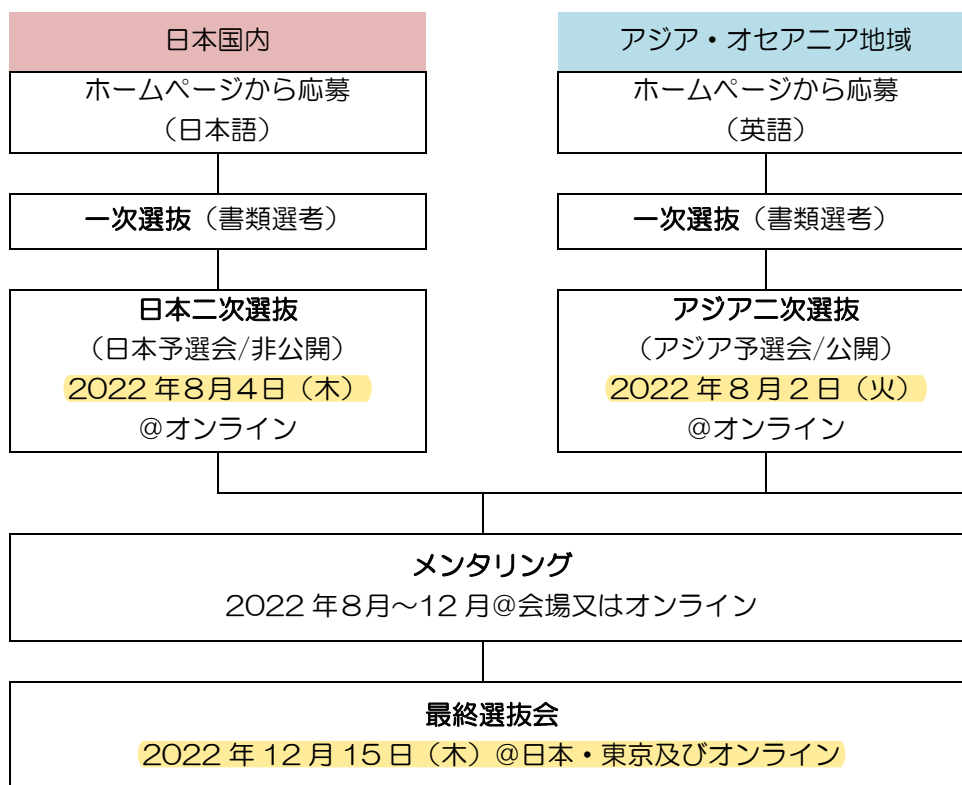 日本国内
ホームページから応募
（日本語）
一次選抜（書類選考）
日本二次選抜
（日本予選会/非公開）
2022年8月4日（木）
@オンライン
アジア・オセアニア地域
ホームページから応募
（英語）
一次選抜（書類選考）
アジア二次選抜
（アジア予選会/公開）
2022年8月2日（火）
@オンライン
メンタリング
2022年8月～12月@会場又はオンライン
最終選抜会
2022年12月15日（木）@日本・東京及びオンライン